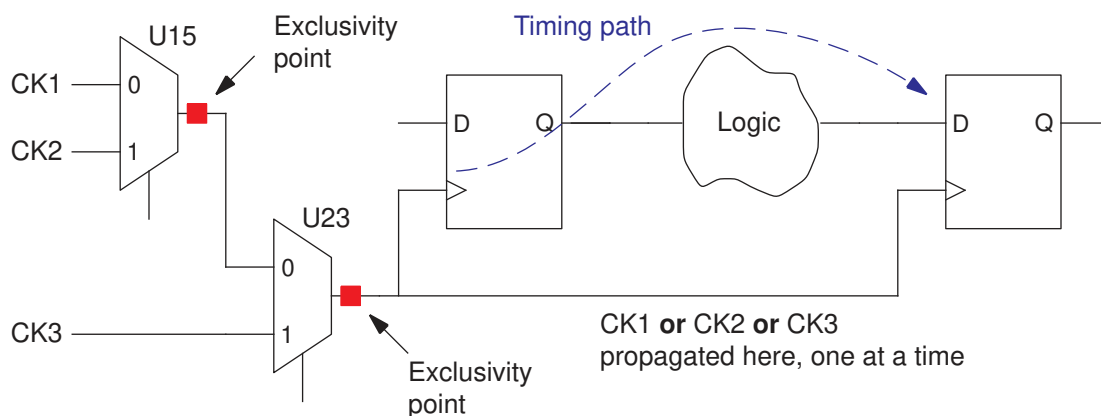 U15
Exclusivity
point
Timing path
CK1
0
CK2
1
D
Q
Logic
D
Q
U23
0
CK3
1
Exclusivity
point
CK1 or CK2 or CK3
propagated here, one at a time